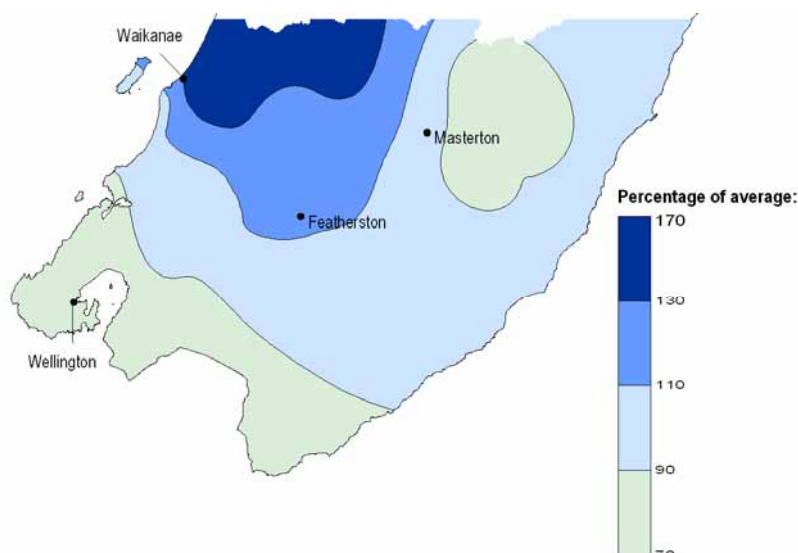 Waikanae
Masterton
Percentage of average:
170
Featherston
130
Wellington
110
90